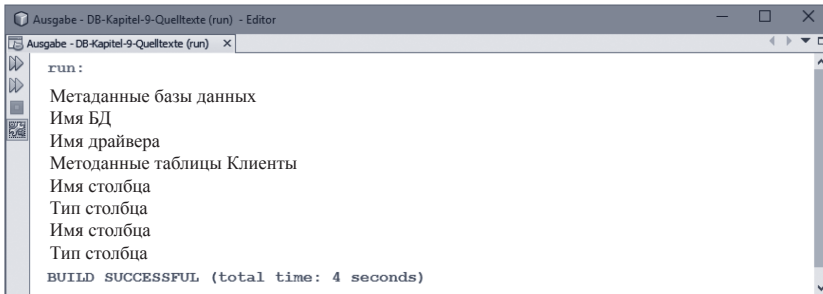 Ausgabe - DB-Kapitel-9-Quelltexte (run) - Editor
Ausgabe - DB-Kapitel-9-Quelltexte (run) X
run:
Метаданные базы данных
Имя БД
Имя драйвера
Методанные таблицы Клиенты
Имя столбца
Тип столбца
Имя столбца
Тип столбца
BUILD SUCCESSFUL (total time: 4 seconds)